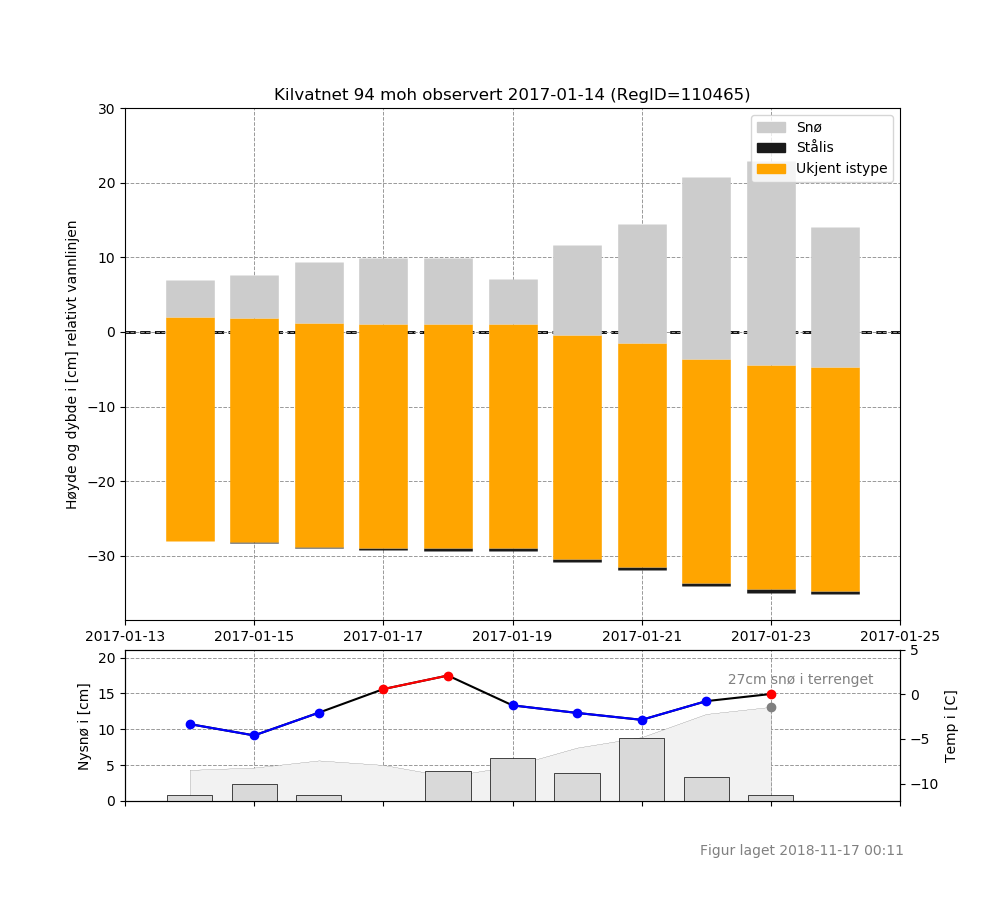 Kilvatnet 94 moh observert 2017-01-14 (RegID=110465)
Høyde og dybde i [cm] relativt vannlinjen
30
20
10
0
−10
−20
−30
Snø
Stålis
Ukjent istype
2017-01-13
2017-01-15
2017-01-17
2017-01-19
2017-01-21
2017-01-23
2017-01-25
Nysnø i [cm]
20
15
10
5
0
27cm snø i terrenget
5
0
−5
−10
Temp i [C]
Figur laget 2018-11-17 00:11